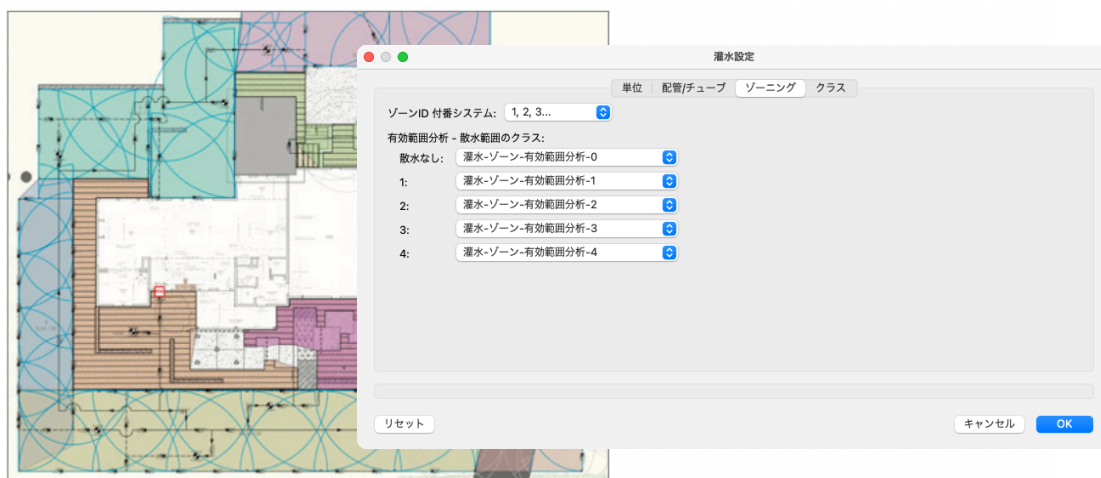 灌水設定
単位 配管/チューブ ゾーニング クラス
ゾーンID 付番システム: 1, 2, 3...
有効範囲分析 - 散水範囲のクラス:
散水なし: 灌水-ゾーン-有効範囲分析-0
1: 灌水-ゾーン-有効範囲分析-1
2: 灌水-ゾーン-有効範囲分析-2
3: 灌水-ゾーン-有効範囲分析-3
4: 灌水-ゾーン-有効範囲分析-4
リセット キャンセル OK